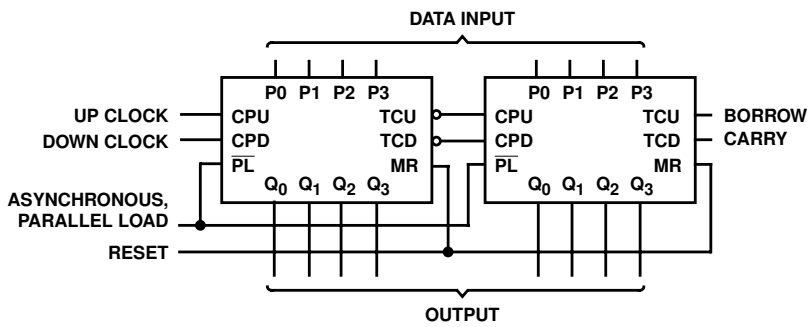 DATA INPUT
P0 P1 P2 P3
P0 P1 P2 P3
UP CLOCK
CPU
TCU
CPU
TCU
BORROW
DOWN CLOCK
CPD
TCD
CPD
TCD
CARRY
PL
MR
PL
MR
Q0 Q1 Q2 Q3
Q0 Q1 Q2 Q3
ASYNCHRONOUS,
PARALLEL LOAD
RESET
OUTPUT